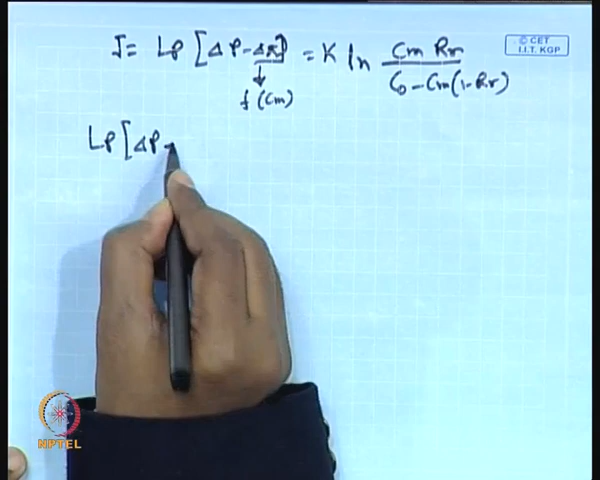 © CET
I.I.T. KGP
J = Lp [ΔP - Δπ] = K ln Cm Rr / C0 - Cm(1-Rr)
↓
f (Cm)
Lp [ΔP -
NPTEL